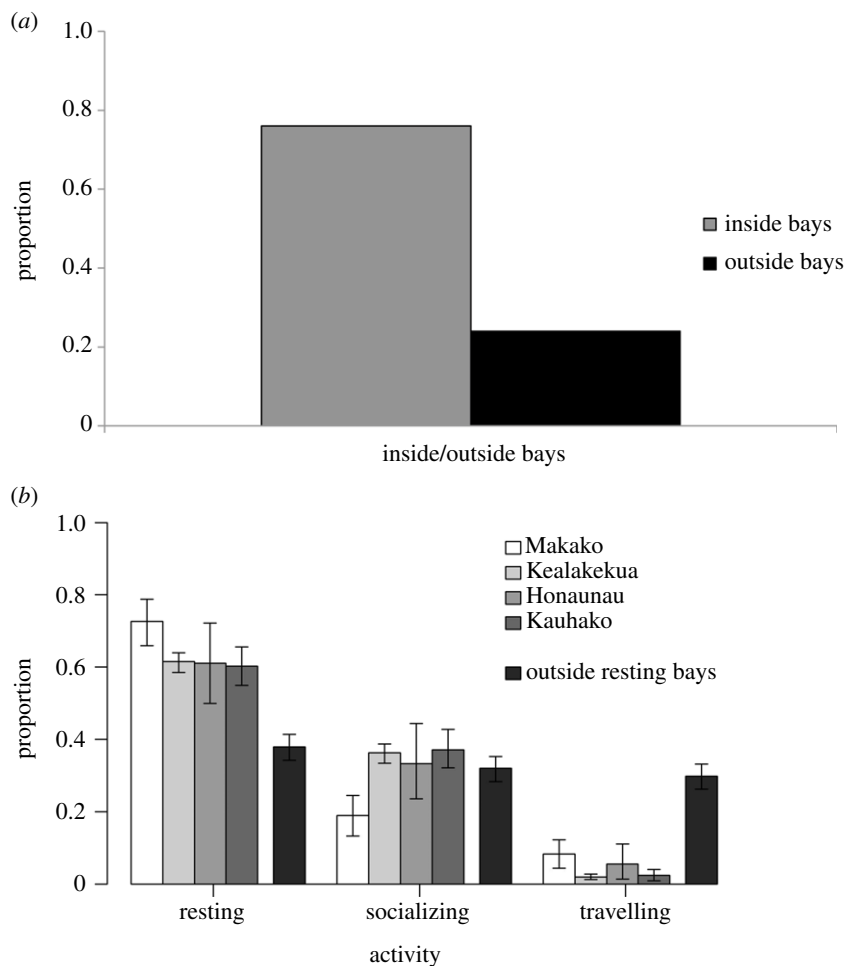 (a)
1.0
0.8
0.6
0.4
0.2
0
proportion
inside bays
outside bays
inside/outside bays
(b)
1.0
0.8
0.6
0.4
0.2
0
proportion
Makako
Kealakekua
Honaunau
Kauhako
outside resting bays
resting socializing travelling
activity